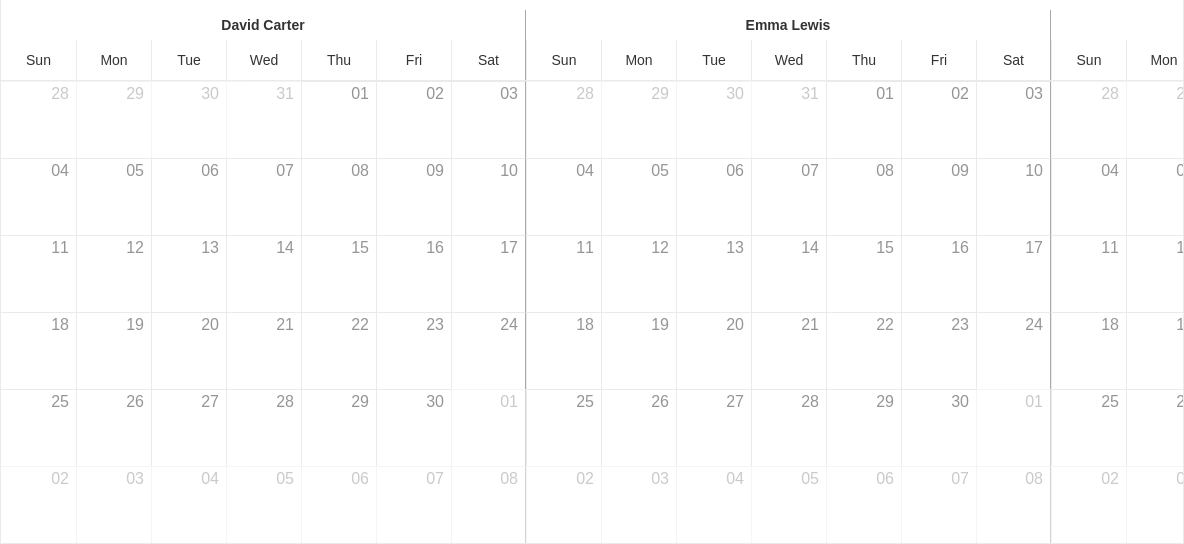 David Carter Emma Lewis
Sun Mon Tue Wed Thu Fri Sat Sun Mon Tue Wed Thu Fri Sat Sun Mon
28 29 30 31 01 02 03 28 29 30 31 01 02 03 28
04 05 06 07 08 09 10 04 05 06 07 08 09 10 04
11 12 13 14 15 16 17 11 12 13 14 15 16 17 11
18 19 20 21 22 23 24 18 19 20 21 22 23 24 18
25 26 27 28 29 30 01 25 26 27 28 29 30 01 25
02 03 04 05 06 07 08 02 03 04 05 06 07 08 02